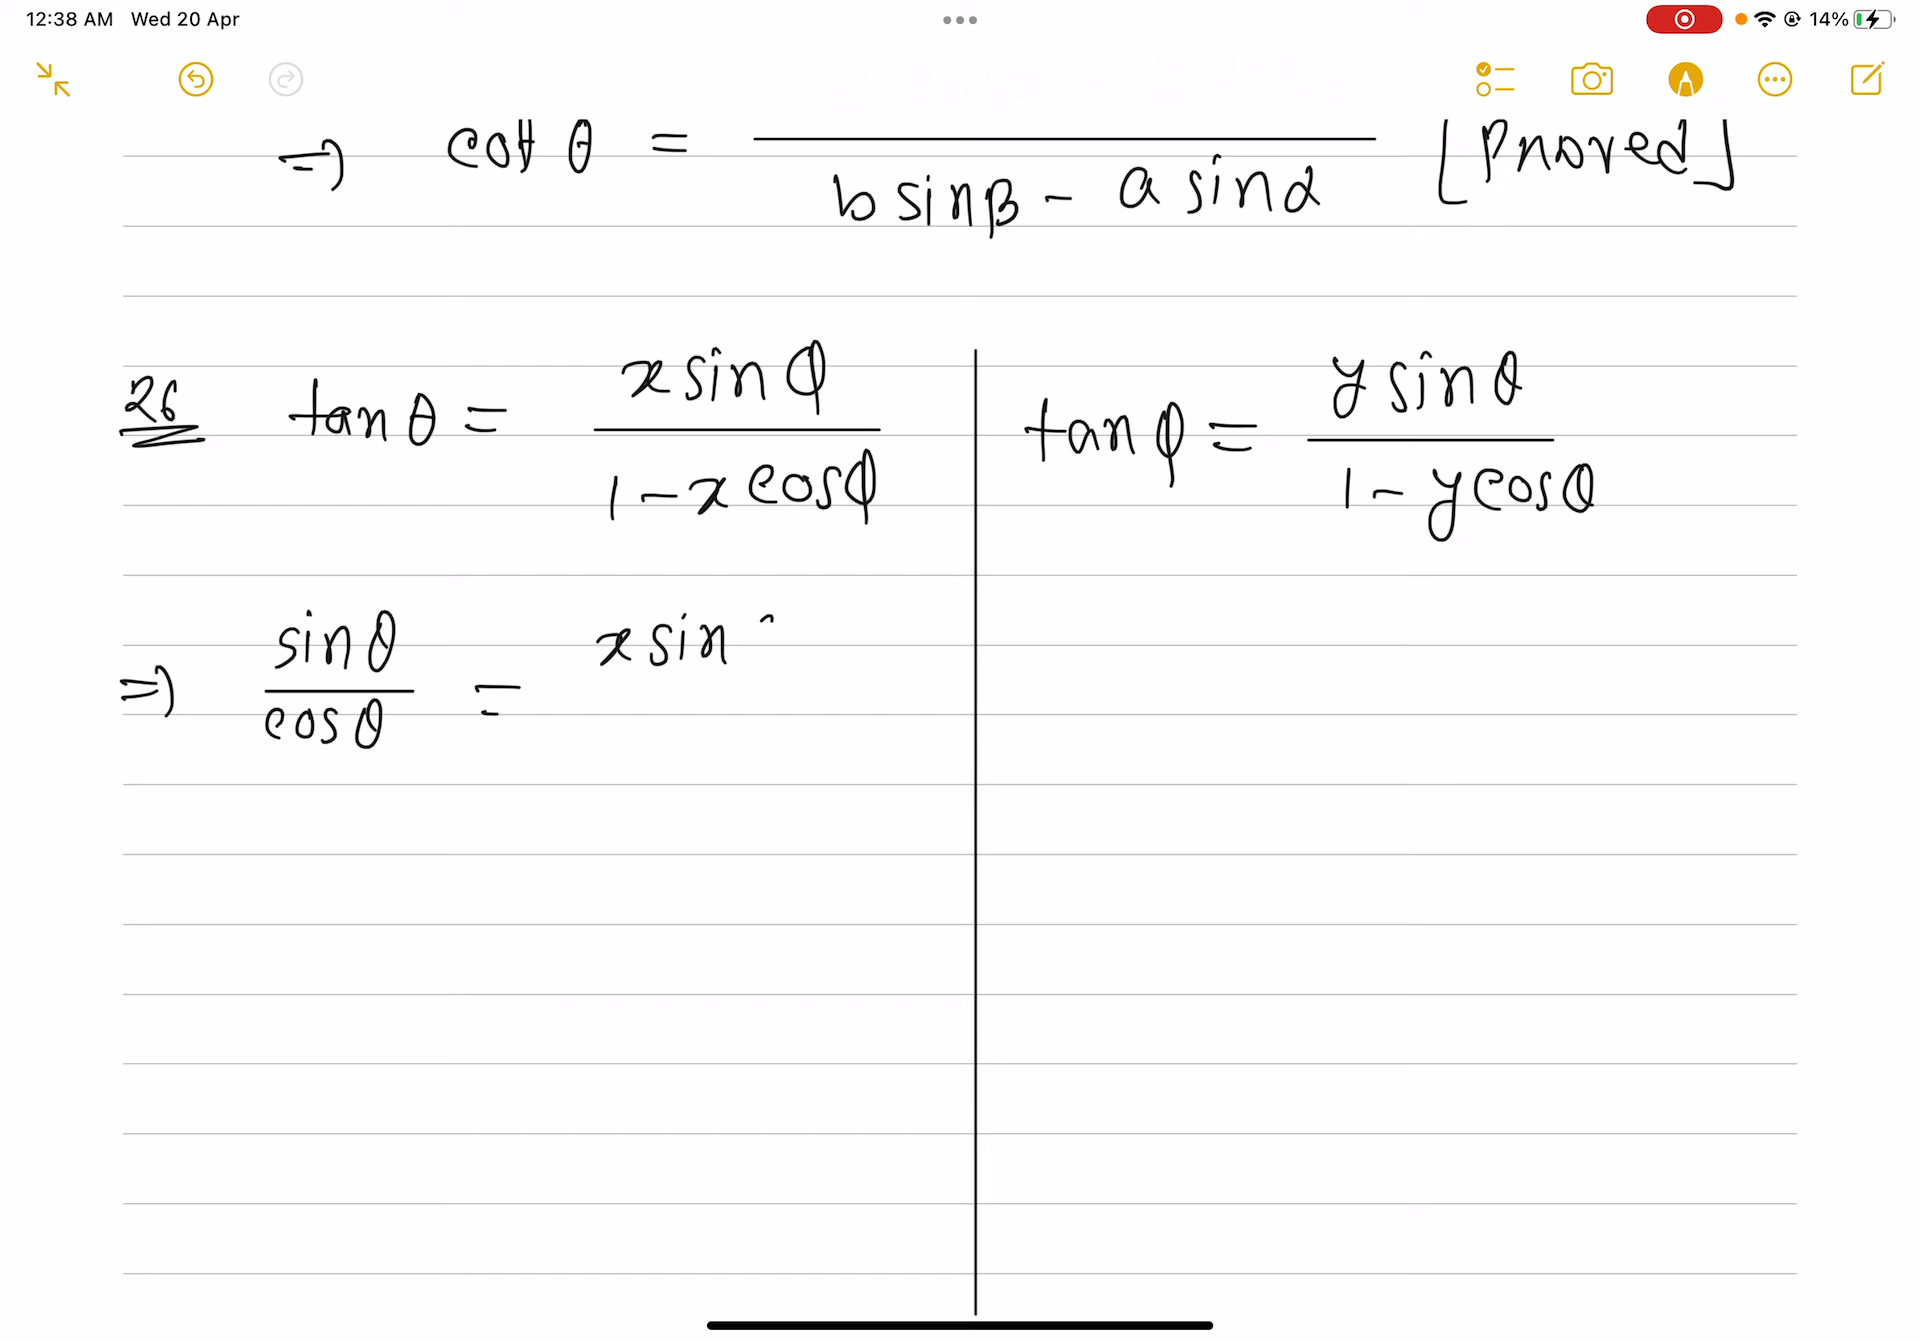 12:38 AM Wed 20 Apr
14%
=> cot θ = ――― / b sinβ - a sinα [Proved]
26 tan θ = x sin φ / 1 - x cos φ
tan φ = y sin θ / 1 - y cos θ
=> sin θ / cos θ = x sin